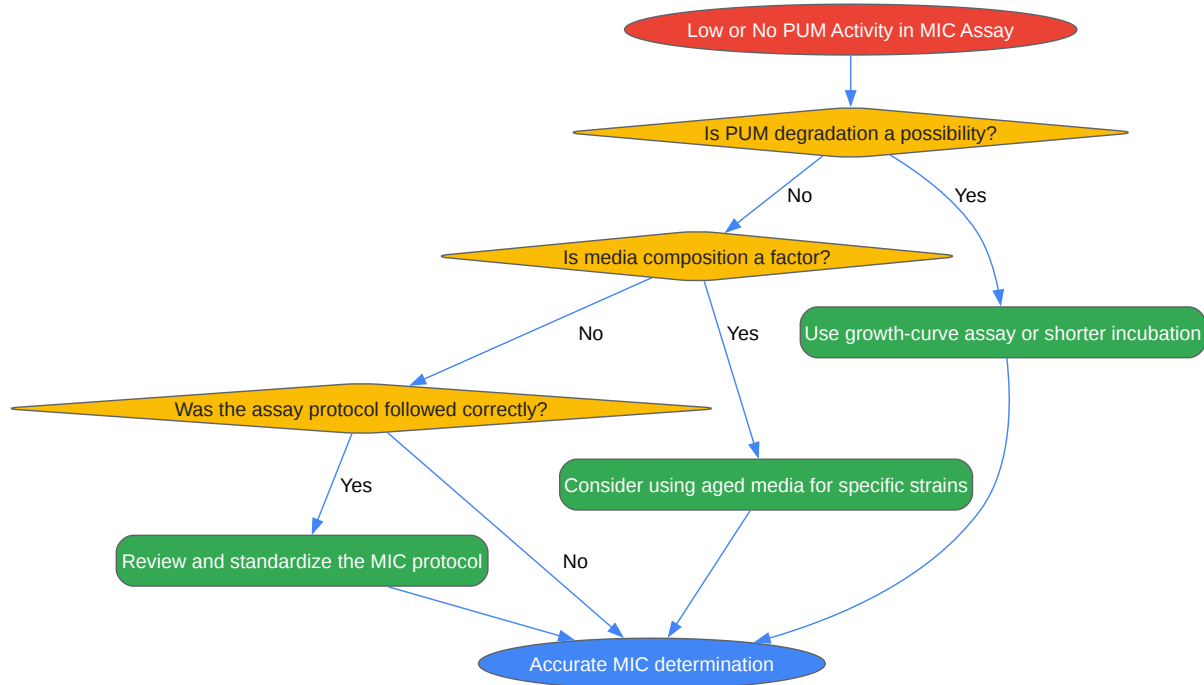 Low or No PUM Activity in MIC Assay
Is PUM degradation a possibility?
No
Yes
Is media composition a factor?
Use growth-curve assay or shorter incubation
No
Yes
Was the assay protocol followed correctly?
Consider using aged media for specific strains
Yes
Review and standardize the MIC protocol
No
Accurate MIC determination